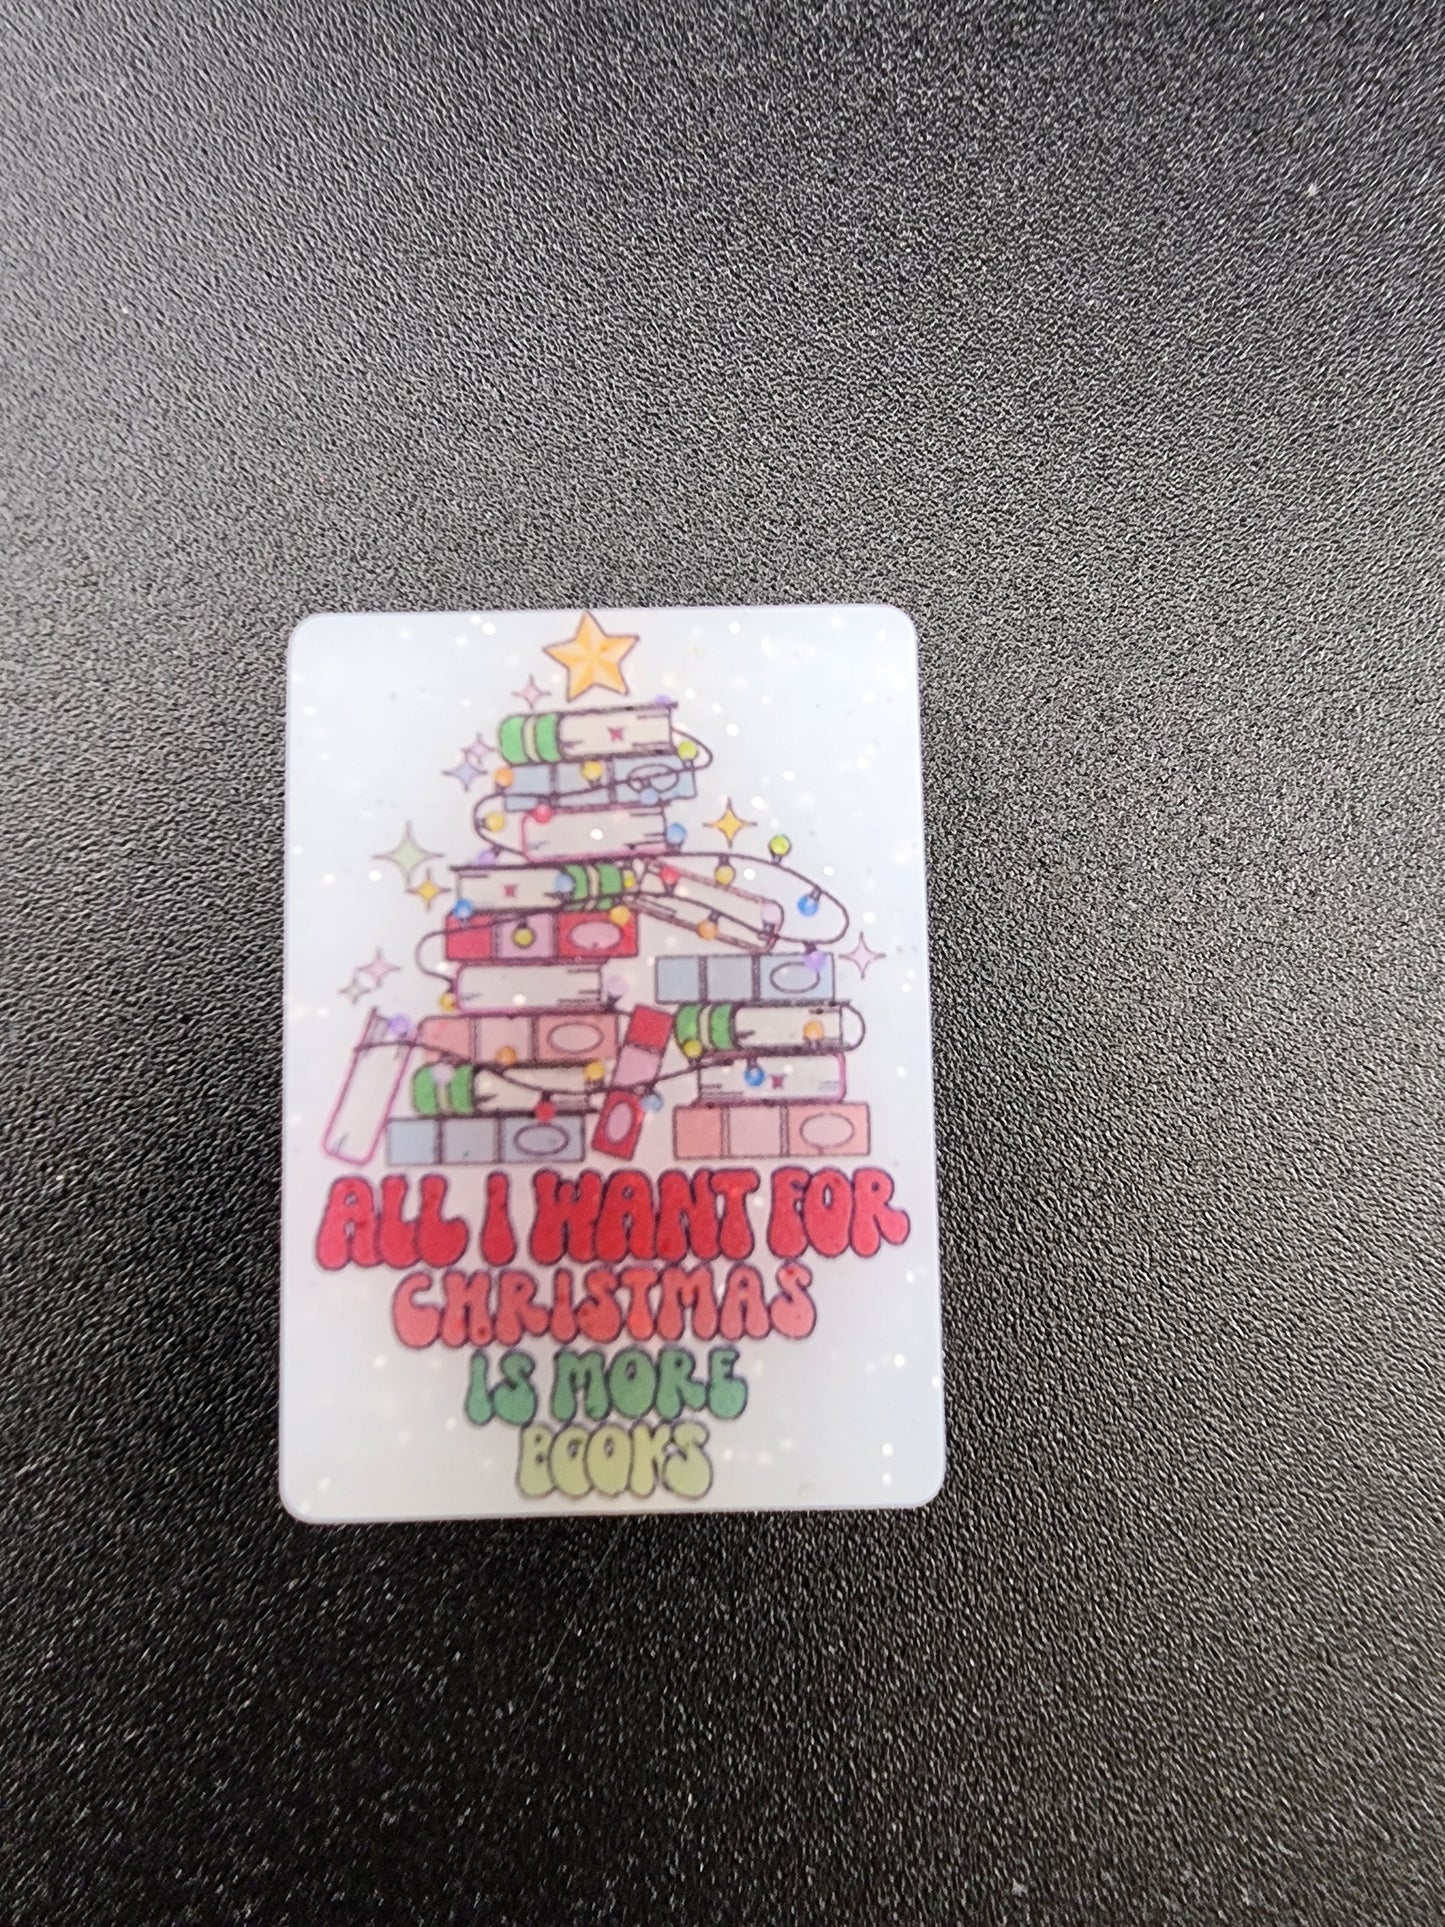 ALL I WANT FOR
CHRISTMAS
IS MORE
BOOKS